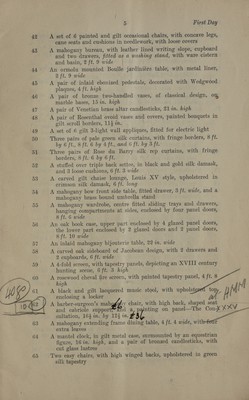 5
First Day
42 A set of 6 painted and gilt occasional chairs, with concave legs,
cane seats and cushions in needlework, with loose covers
43 A mahogany bureau, with leather lined writing slope, cupboard
and two drawers, fitted as a washing stand, with ware cistern
and basin, 2 ft. 9 wide
44 An ormolu mounted Boulle jardinière table, with metal liner,
2 ft. 9 wide
45 A pair of inlaid ebonised pedestals, decorated with Wedgwood
plaques, 4 ft. high
46 A pair of bronze two-handled vases, of classical design, on
marble bases, 15 in. high
47 A pair of Venetian brass altar candlesticks, 21 in. high
48 A pair of Rosenthal ovoid vases and covers, painted bouquets in
gilt scroll borders, 11½ in.
49 A set of 6 gilt 3-light wall appliques, fitted for electric light
50 Three pairs of pale green silk curtains, with fringe borders, 8 ft.
by 6 ft., 8 ft. by 4 ft., and 5 ft. by 3 ft.
51 Three pairs of Rose du Barry silk rep curtains, with fringe
borders, 6 ft. 6 by 6 ft.
52 A stuffed over triple back settee, in black and gold silk damask,
and 2 loose cushions, 6 ft. 3 wide
53 A carved gilt chaise longue, Louis XV style, upholstered in
crimson silk damask, 6 ft. long
54 A mahogany bow front side table, fitted drawer, 3 ft. wide, and a
mahogany brass bound umbrella stand
55 A mahogany wardrobe, centre fitted sliding trays and drawers,
hanging compartments at sides, enclosed by four panel doors,
8 ft. 6 wide
56 An oak book case, upper part enclosed by 4 glazed panel doors,
the lower part enclosed by 2 glazed doors and 2 panel doors,
8 ft. 10 wide
57 An inlaid mahogany bijouterie table, 22 in. wide
58 A carved oak sideboard of Jacobean design, with 2 drawers and
2 cupboards, 6 ft. wide
59 A 4-fold screen, with tapestry panels, depicting an XVIII century
hunting scene, 6 ft. 3 high
60 A renovated cheval fire screen, with painted tapestry panel, 4 ft. 8
high
61 A black and gilt lacquered music stool, with upholstered top
enclosing a locker
62 A barber-surgeon's mahogany chair, with high back, shaped seat
and cabriole supports, and a painting on panel—The Con-
sultation, 15½ in. by 11½ in. £36
63 A mahogany extending frame dining table, 4 ft. 4 wide, with four
extra leaves
64 A mantel clock, in gilt metal case, surmounted by an equestrian
figure, 16 in. high, and a pair of bronzed candlesticks, with
cut glass lustres
65 Two easy chairs, with high winged backs, upholstered in green
silk tapestry